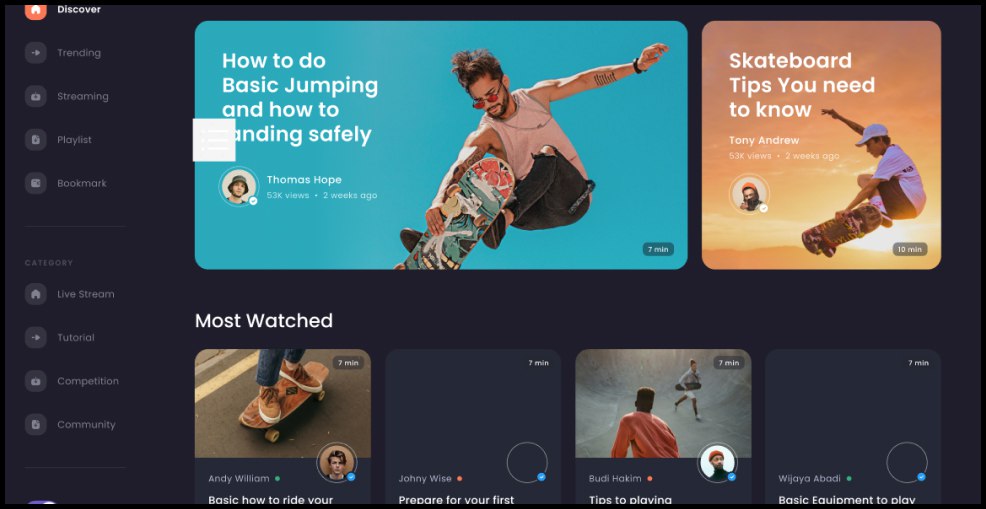 Discover
Trending
Streaming
Playlist
Bookmark
CATEGORY
Live Stream
Tutorial
Competition
Community
How to do
Basic Jumping
and how to
anding safely
Thomas Hope
53K views • 2 weeks ago
7 min
Skateboard
Tips You need
to know
Tony Andrew
53K views • 2 weeks ago
10 min
Most Watched
7 min
Andy William
Basic how to ride your
7 min
Johny Wise
Prepare for your first
7 min
Budi Hakim
Tips to playing
7 min
Wijaya Abadi
Basic Equipment to play